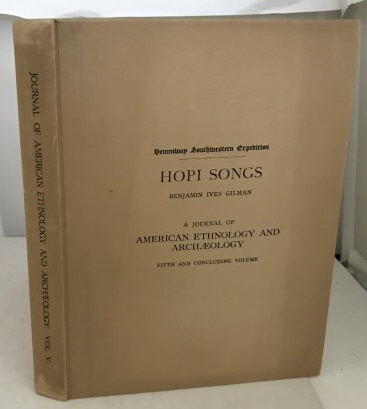 JOURNAL OF AMERICAN ETHNOLOGY AND ARCHÆOLOGY VOL. V.
Hemenway Southwestern Expedition
HOPI SONGS
BENJAMIN IVES GILMAN
A JOURNAL OF
AMERICAN ETHNOLOGY AND
ARCHÆOLOGY
FIFTH AND CONCLUDING VOLUME